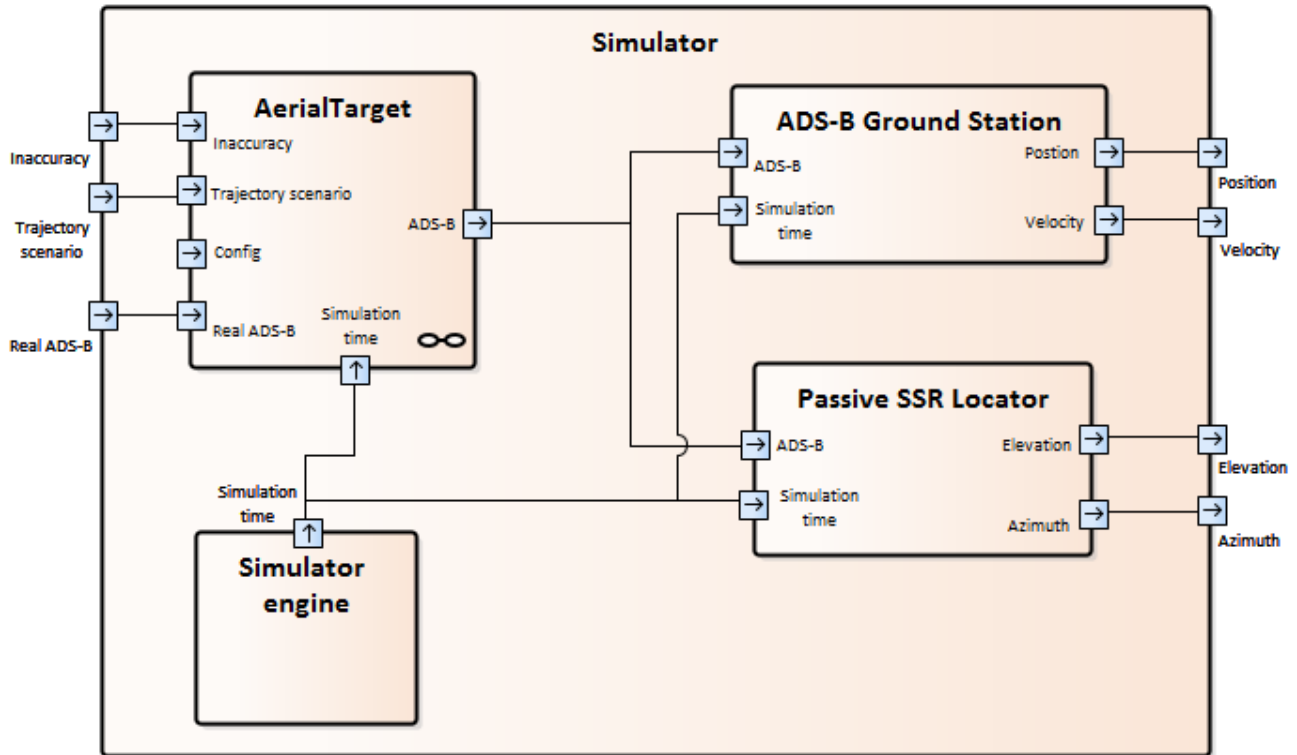 Simulator
AerialTarget
Inaccuracy
Inaccuracy
Trajectory scenario
Trajectory
scenario
Config
ADS-B
Real ADS-B
Real ADS-B
Simulation
time
ADS-B Ground Station
ADS-B
Postion
Position
Simulation
time
Velocity
Velocity
Passive SSR Locator
ADS-B
Elevation
Elevation
Simulation
time
Azimuth
Azimuth
Simulation
time
Simulator
engine